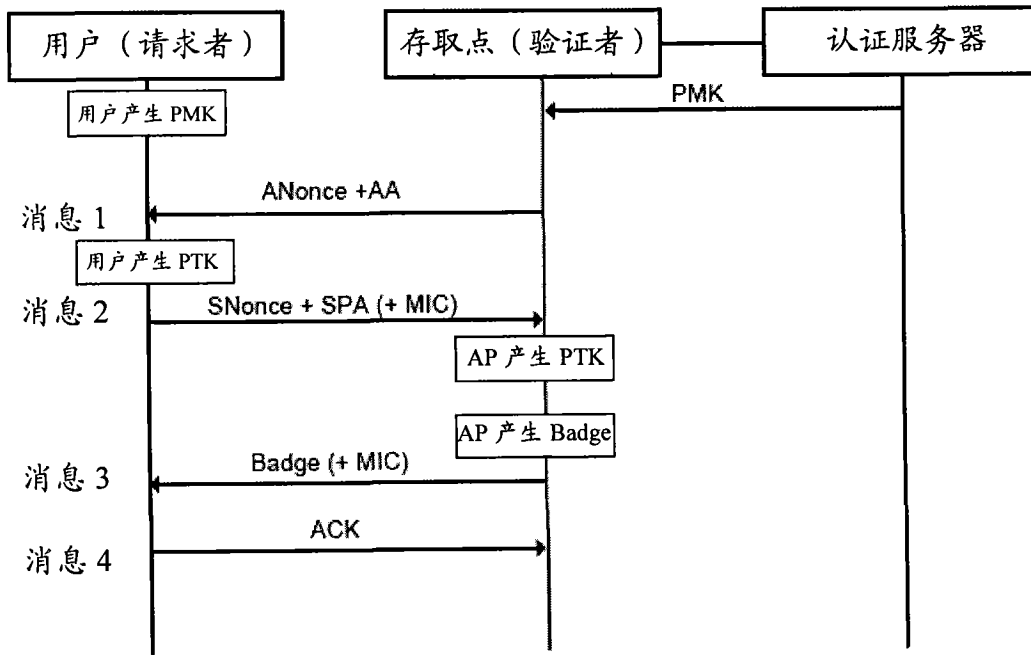 用户（请求者）
存取点（验证者）
认证服务器
用户产生 PMK
PMK
ANonce +AA
消息 1
用户产生 PTK
消息 2
SNonce + SPA (+ MIC)
AP 产生 PTK
AP 产生 Badge
消息 3
Badge (+ MIC)
消息 4
ACK